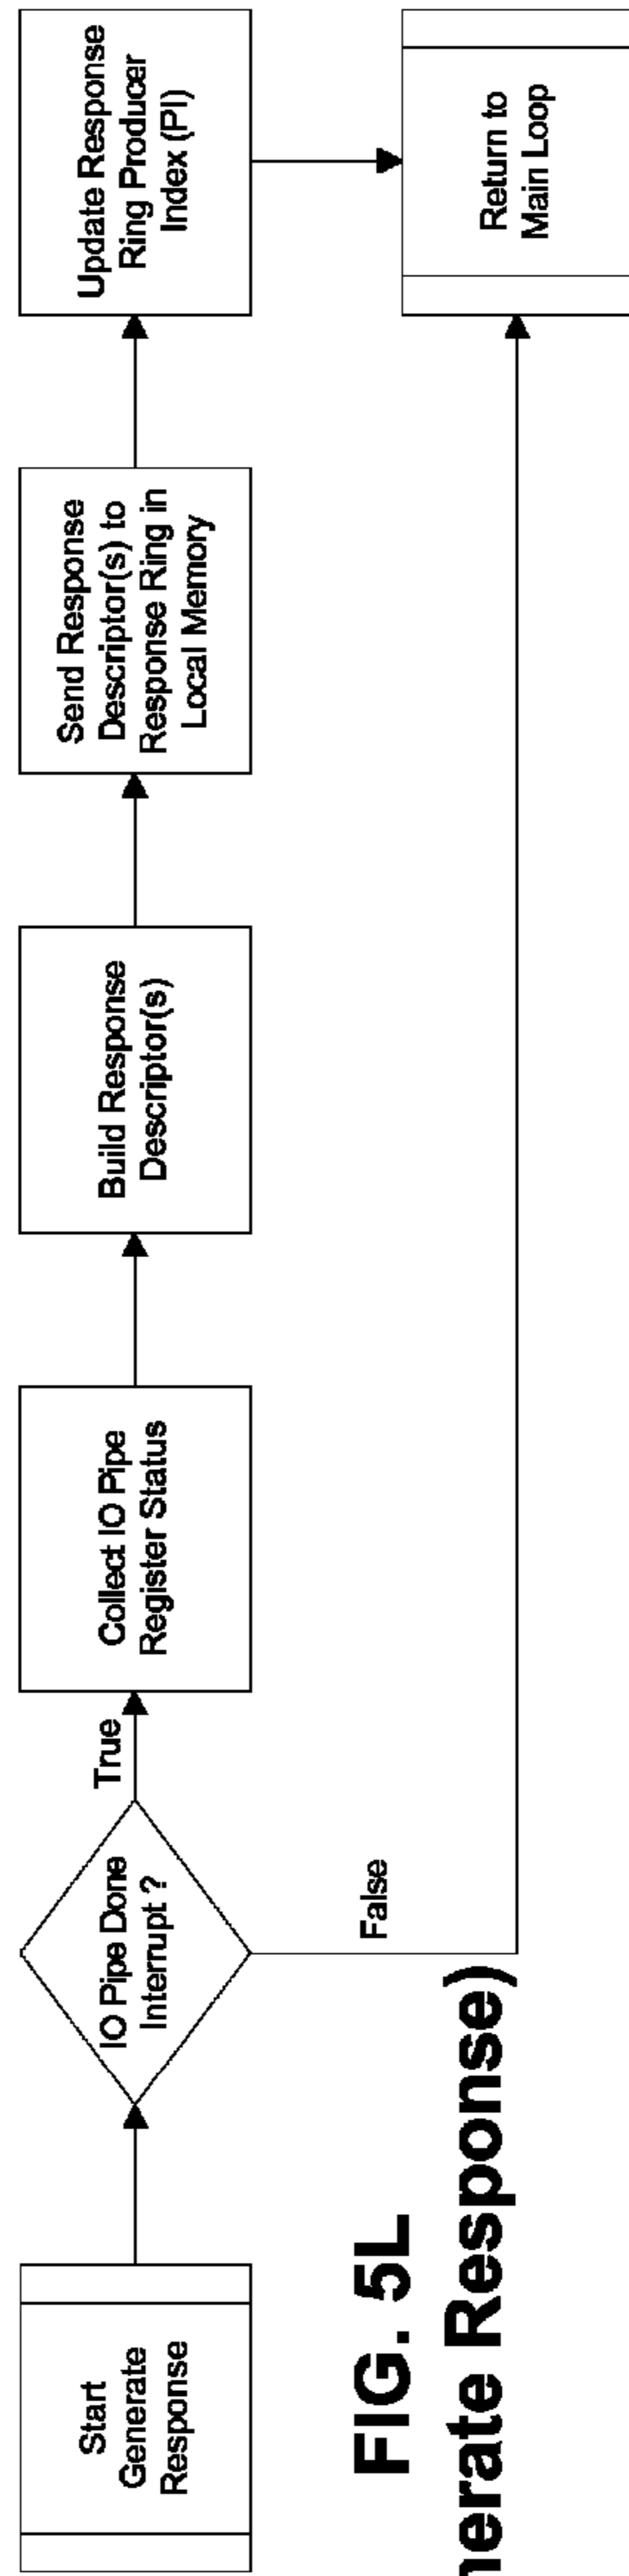 Start
Generate
Response
IO Pipe Done
Interrupt ?
True
False
Collect IO Pipe
Register Status
Build Response
Descriptor(s)
Send Response
Descriptor(s) to
Response Ring in
Local Memory
Update Response
Ring Producer
Index (PI)
Return to
Main Loop
FIG. 5L
nerate Response)